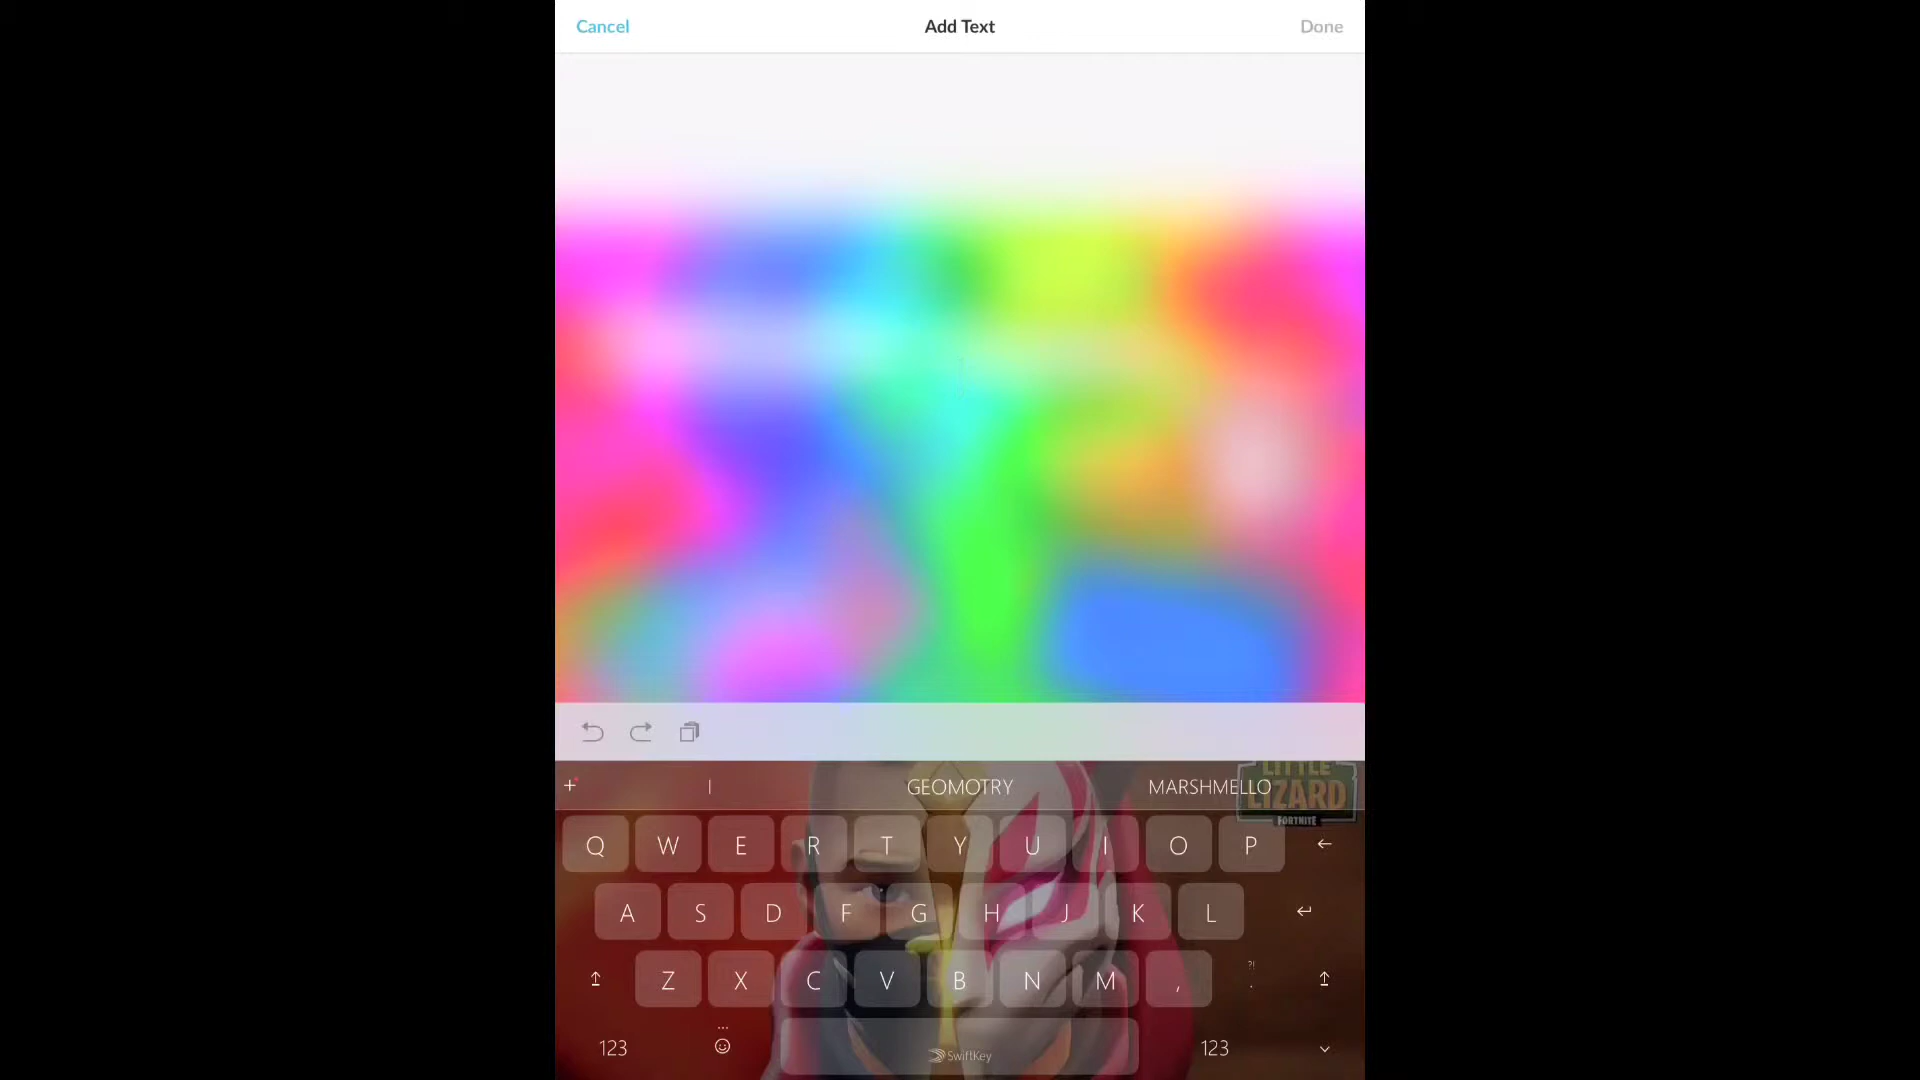 Cancel Add Text Done
I GEOMOTRY MARSHMELLO
LITTLE
LIZARD
FORTNITE
Q W E R T Y U I O P
A S D F G H J K L
Z X C V B N M , ?! .
123 SwiftKey 123